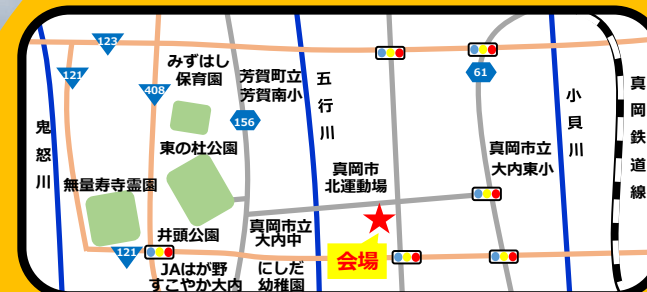 123
みずはし
保育園
芳賀町立
芳賀南小
五行川
121
408
61
小貝川
真岡鉄道線
鬼怒川
156
東の杜公園
真岡市立
大内東小
無量寿寺霊園
真岡市
北運動場
井頭公園
真岡市立
大内中
121
会場
JAはが野
すこやか大内
にしだ
幼稚園